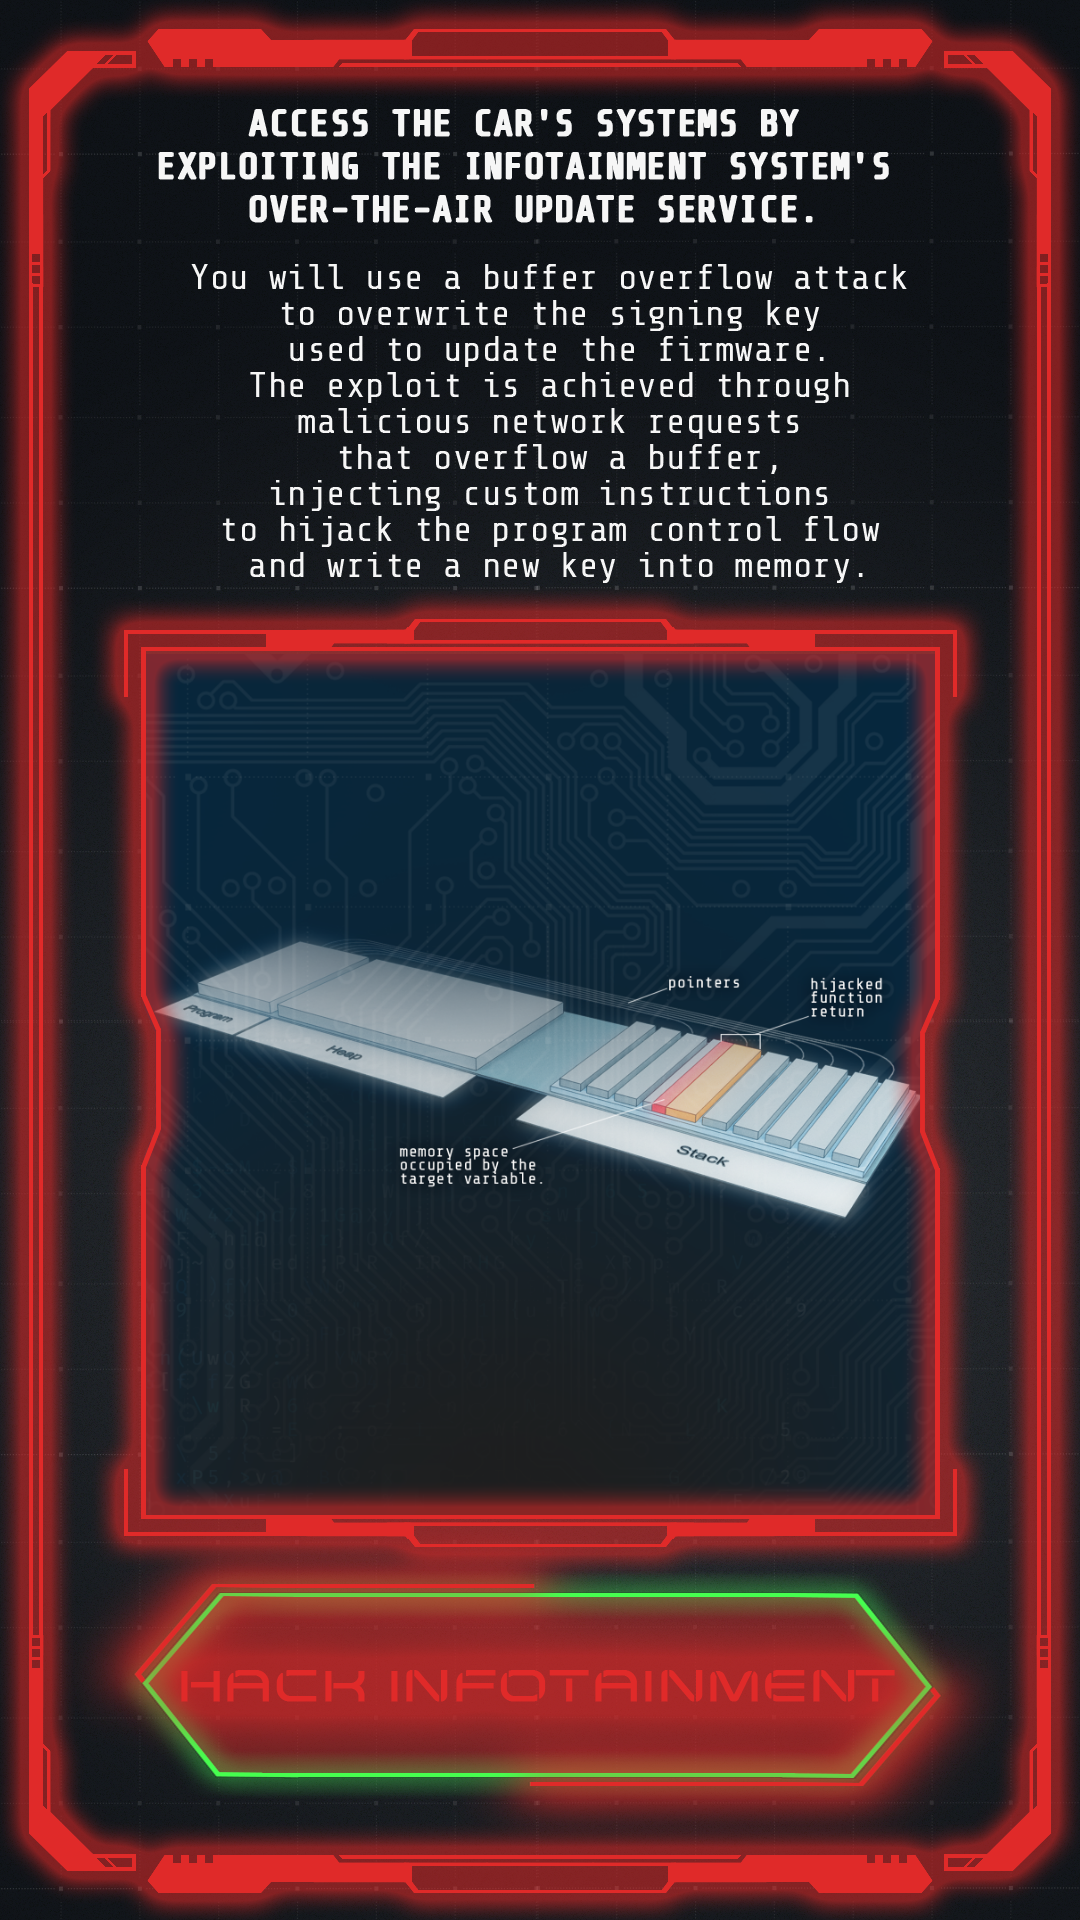 ACCESS THE CAR'S SYSTEMS BY
EXPLOITING THE INFOTAINMENT SYSTEM'S
OVER-THE-AIR UPDATE SERVICE.
You will use a buffer overflow attack
to overwrite the signing key
used to update the firmware.
The exploit is achieved through
malicious network requests
that overflow a buffer,
injecting custom instructions
to hijack the program control flow
and write a new key into memory.
pointers
hijacked
function
return
Program
Heap
Stack
memory space
occupied by the
target variable.
HACK INFOTAINMENT